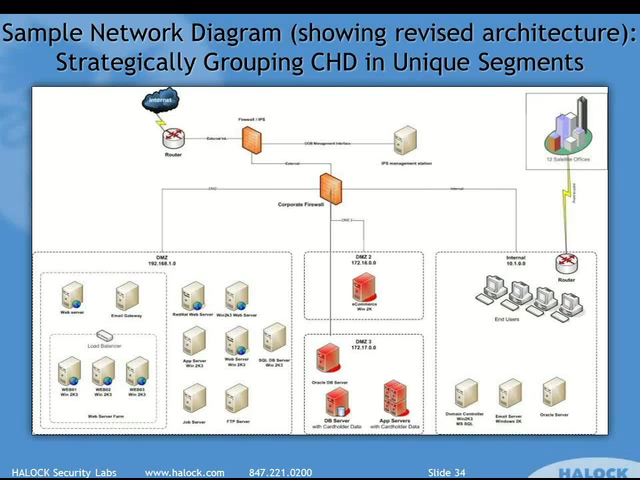 Sample Network Diagram (showing revised architecture):
Strategically Grouping CHD in Unique Segments
Internet
Router
External Int.
Firewall / IPS
OOB Management Interface
IPS management station
12 Satellite Offices
External
Corporate Firewall
DMZ
DMZ 2
Internal
Point to point
Router
DMZ
192.168.1.0
Web server
Email Gateway
Load Balancer
WEB01
Win 2K3
WEB02
Win 2K3
WEB03
Win 2K3
Web Server Farm
RedHat Web Server
Win2k3 Web Server
App Server
Win 2K3
Web Server
Win 2K3
SQL DB Server
Win 2K3
Job Server
FTP Server
DMZ 2
172.16.0.0
eCommerce
Win 2K
DMZ 3
172.17.0.0
Oracle DB Server
DB Server
with Cardholder Data
App Servers
with Cardholder Data
Internal
10.1.0.0
End Users
Domain Controller
Win2K3
MS SQL
Email Server
Windows 2K
Oracle Server
HALOCK Security Labs www.halock.com 847.221.0200 Slide 34
HALOCK